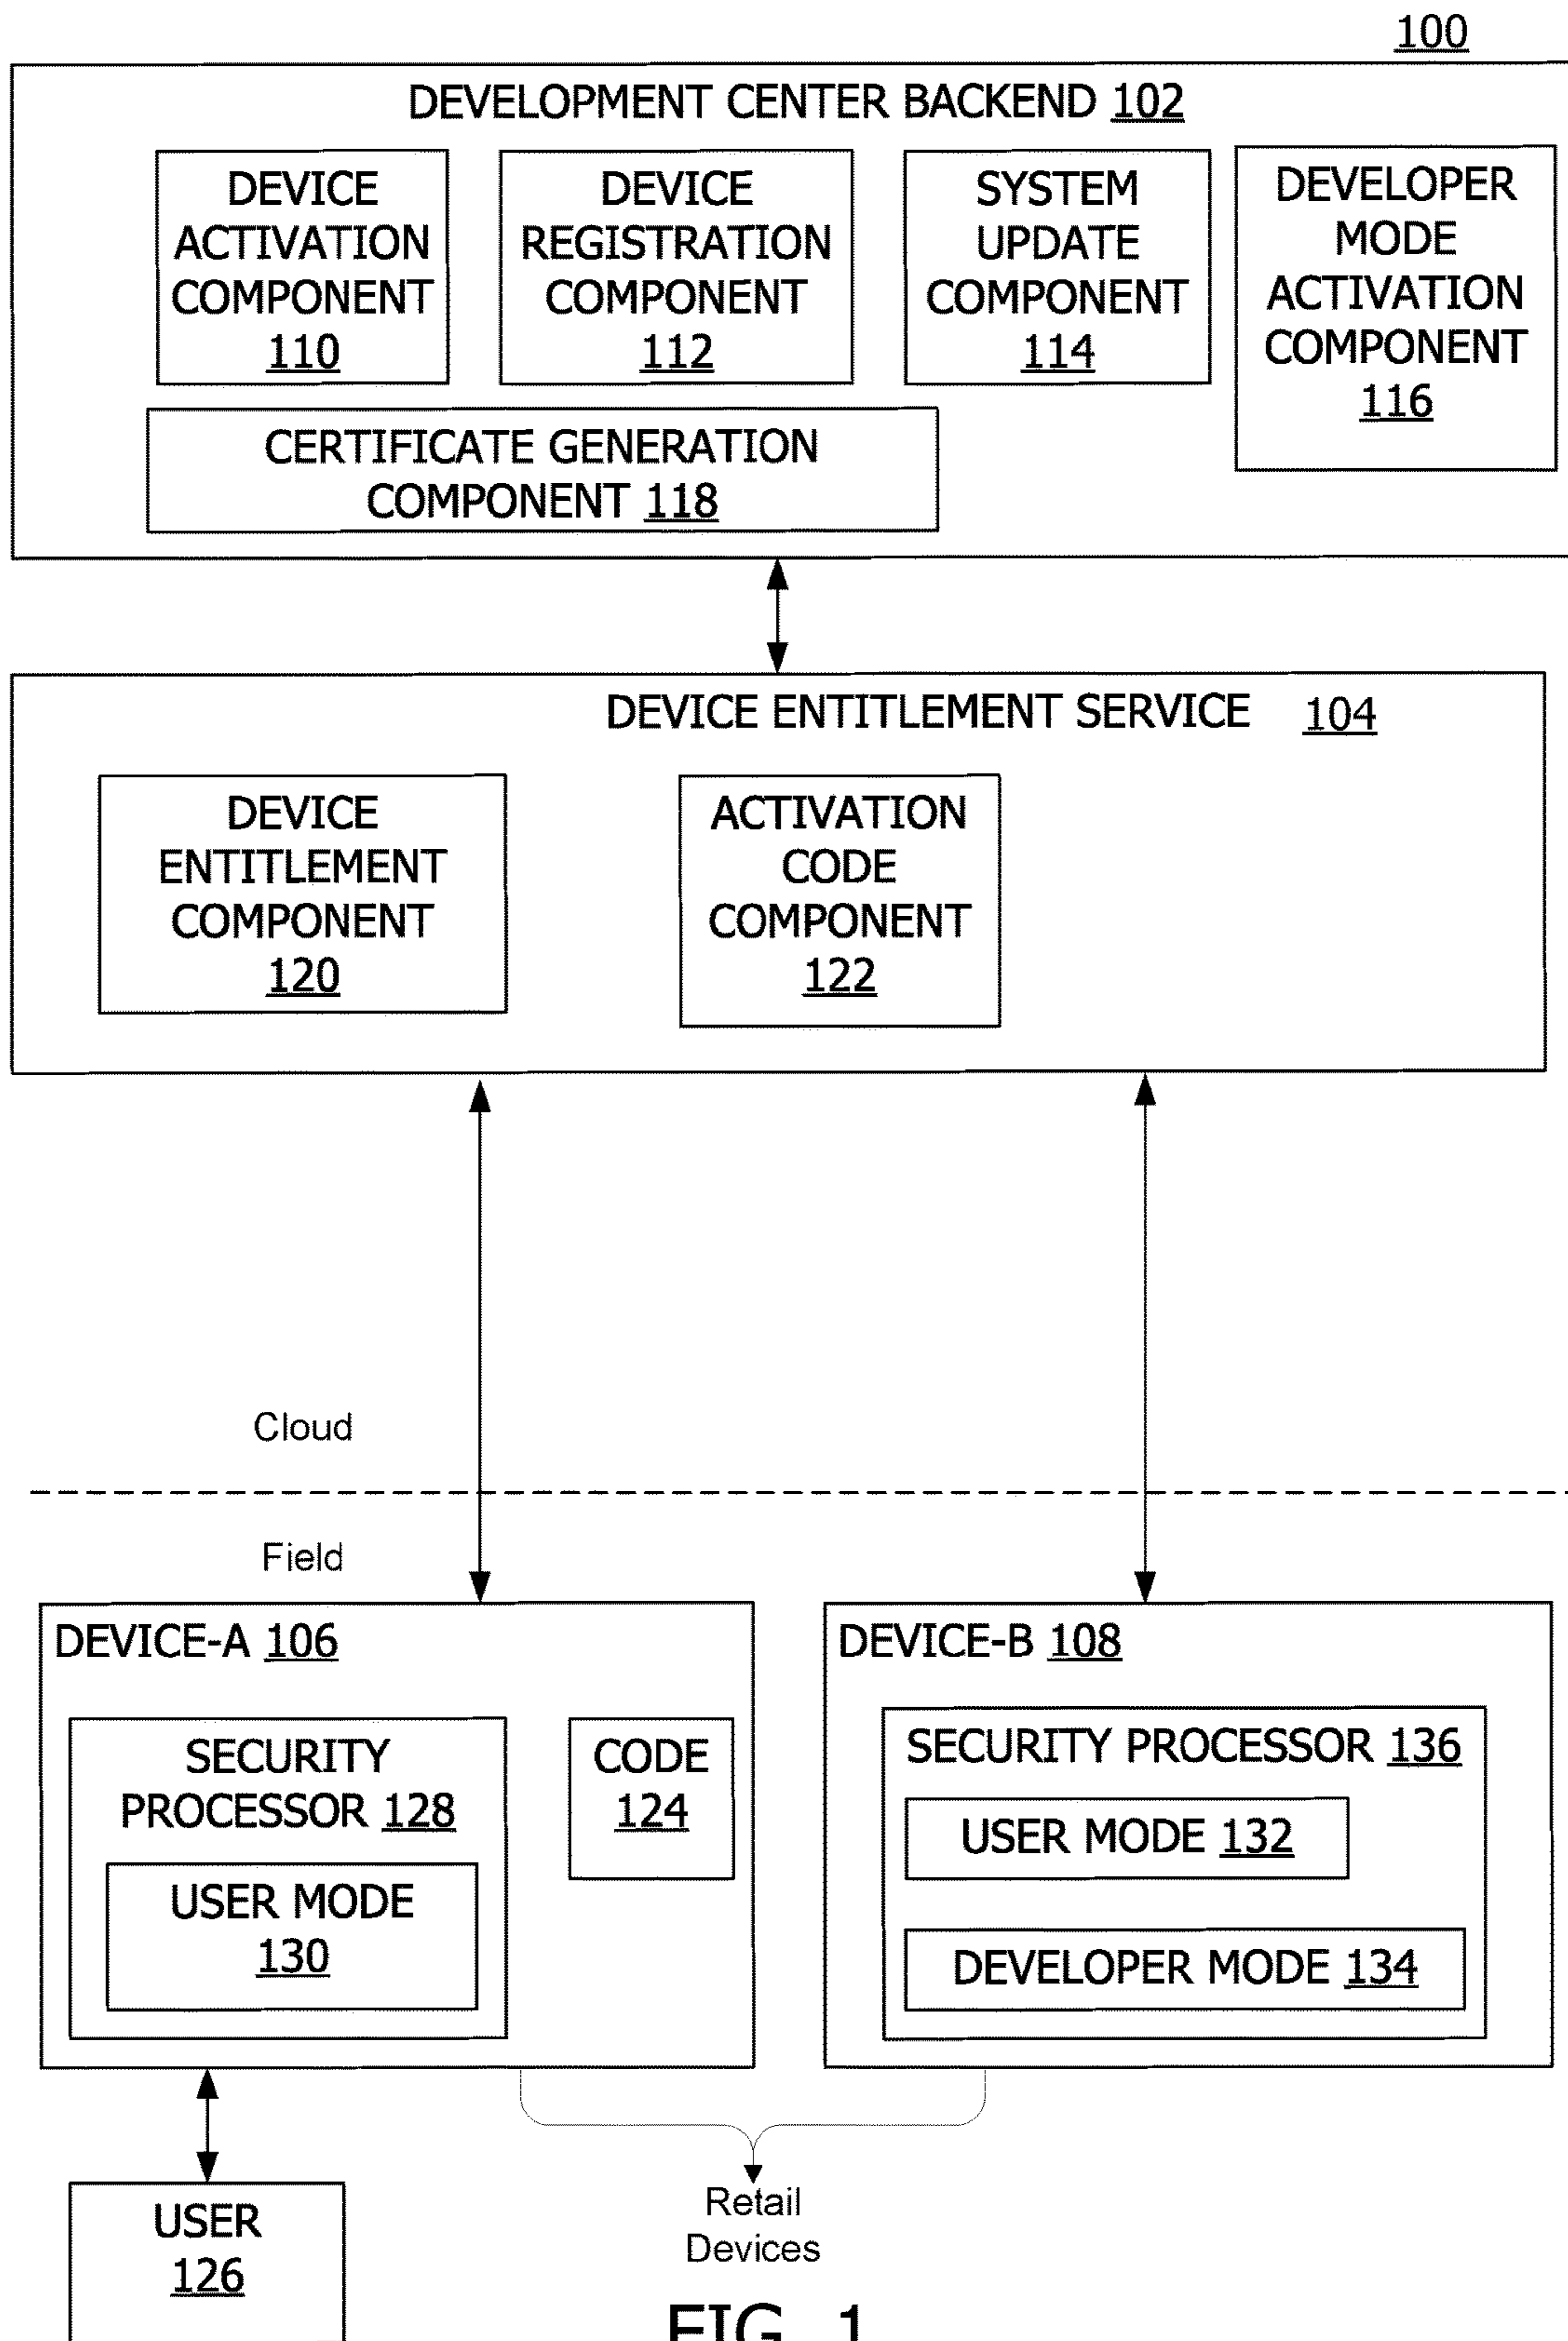 100
DEVELOPMENT CENTER BACKEND 102
DEVICE
ACTIVATION
COMPONENT
110
DEVICE
REGISTRATION
COMPONENT
112
SYSTEM
UPDATE
COMPONENT
114
DEVELOPER
MODE
ACTIVATION
COMPONENT
116
CERTIFICATE GENERATION
COMPONENT 118
DEVICE ENTITLEMENT SERVICE 104
DEVICE
ENTITLEMENT
COMPONENT
120
ACTIVATION
CODE
COMPONENT
122
Cloud
Field
DEVICE-A 106
SECURITY
PROCESSOR 128
USER MODE
130
CODE
124
DEVICE-B 108
SECURITY PROCESSOR 136
USER MODE 132
DEVELOPER MODE 134
USER
126
Retail
Devices
FIG. 1